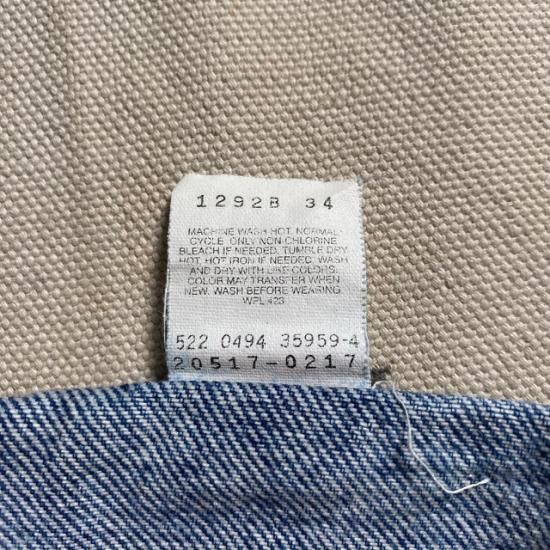 1292B 34
MACHINE WASH HOT, NORMAL
CYCLE. ONLY NON-CHLORINE
BLEACH IF NEEDED. TUMBLE DRY
HOT, HOT IRON IF NEEDED. WASH
AND DRY WITH LIKE COLORS.
COLOR MAY TRANSFER WHEN
NEW. WASH BEFORE WEARING.
WPL 423
522 0494 35959-4
20517-0217